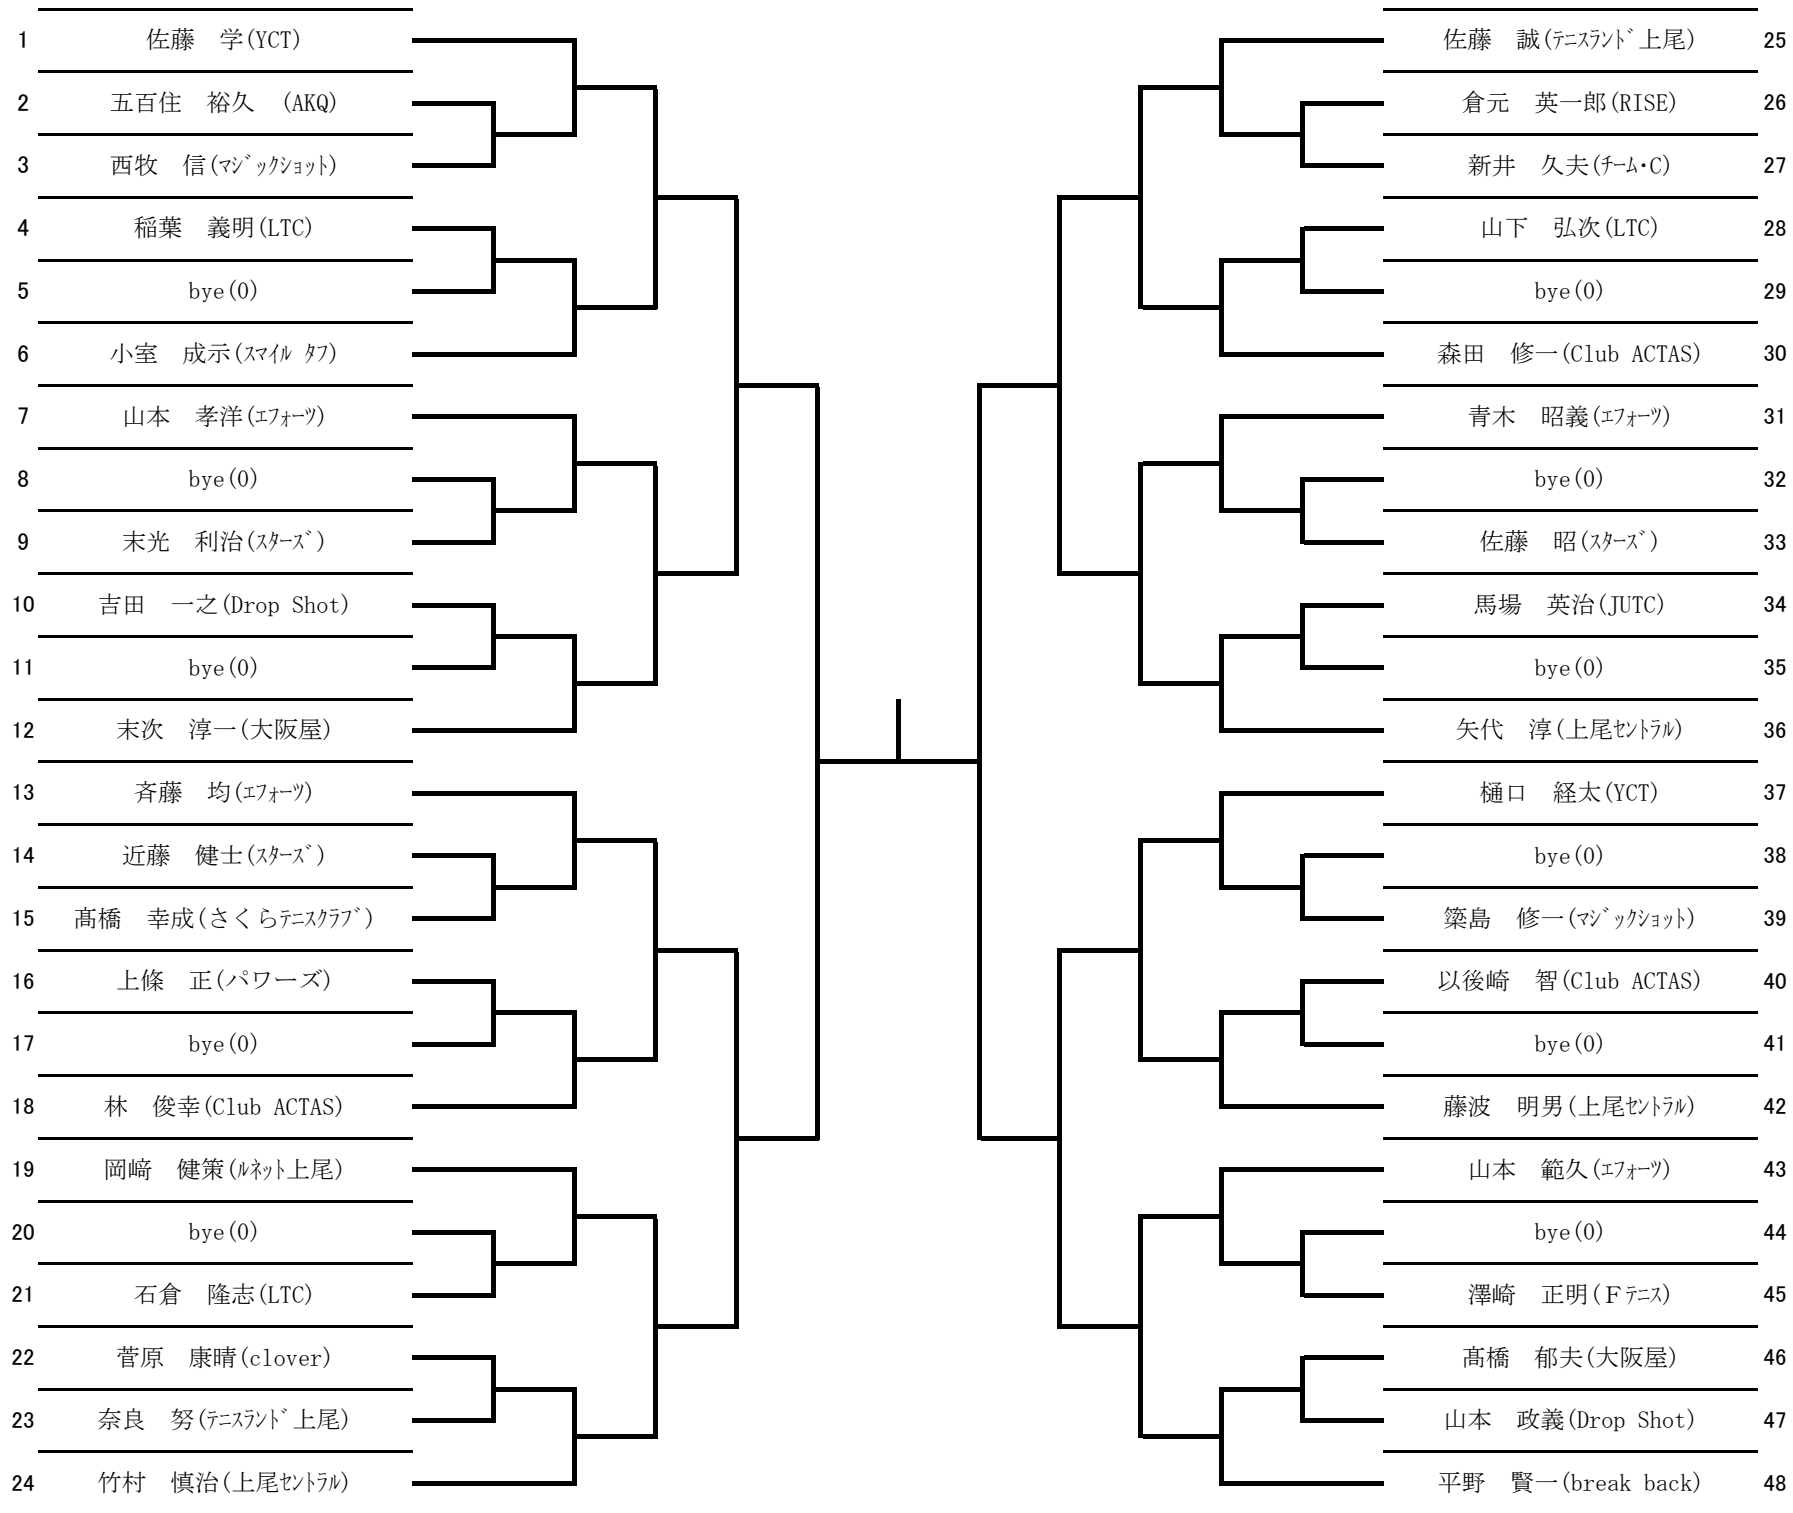 1 佐藤　学(YCT)
2 五百住　裕久　(AKQ)
3 西牧　信(ﾏｼﾞｯｸｼｮｯﾄ)
4 稲葉　義明(LTC)
5 bye(0)
6 小室　成示(ｽﾏｲﾙ ﾀﾌ)
7 山本　孝洋(ｴﾌｫｰﾂ)
8 bye(0)
9 末光　利治(ｽﾀｰｽﾞ)
10 吉田　一之(Drop Shot)
11 bye(0)
12 末次　淳一(大阪屋)
13 斉藤　均(ｴﾌｫｰﾂ)
14 近藤　健士(ｽﾀｰｽﾞ)
15 髙橋　幸成(さくらﾃﾆｽｸﾗﾌﾞ)
16 上條　正(パワーズ)
17 bye(0)
18 林　俊幸(Club ACTAS)
19 岡﨑　健策(ﾙﾈｯﾄ上尾)
20 bye(0)
21 石倉　隆志(LTC)
22 菅原　康晴(clover)
23 奈良　努(ﾃﾆｽﾗﾝﾄﾞ上尾)
24 竹村　慎治(上尾ｾﾝﾄﾗﾙ)
佐藤　誠(ﾃﾆｽﾗﾝﾄﾞ上尾) 25
倉元　英一郎(RISE) 26
新井　久夫(ﾁｰﾑ･C) 27
山下　弘次(LTC) 28
bye(0) 29
森田　修一(Club ACTAS) 30
青木　昭義(ｴﾌｫｰﾂ) 31
bye(0) 32
佐藤　昭(ｽﾀｰｽﾞ) 33
馬場　英治(JUTC) 34
bye(0) 35
矢代　淳(上尾ｾﾝﾄﾗﾙ) 36
樋口　経太(YCT) 37
bye(0) 38
簗島　修一(ﾏｼﾞｯｸｼｮｯﾄ) 39
以後崎　智(Club ACTAS) 40
bye(0) 41
藤波　明男(上尾ｾﾝﾄﾗﾙ) 42
山本　範久(ｴﾌｫｰﾂ) 43
bye(0) 44
澤崎　正明(Ｆﾃﾆｽ) 45
髙橋　郁夫(大阪屋) 46
山本　政義(Drop Shot) 47
平野　賢一(break back) 48